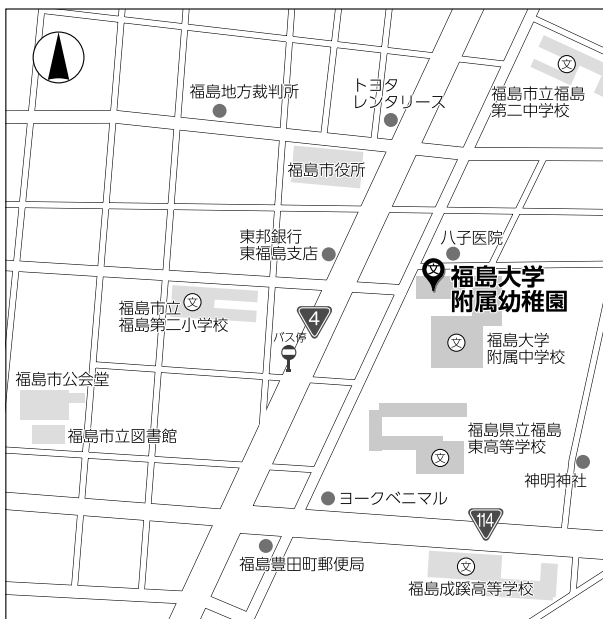 文
福島市立福島
第二中学校
トヨタ
レンタリース
福島地方裁判所
福島市役所
東邦銀行
東福島支店
八子医院
文
福島大学
附属幼稚園
文
福島市立
福島第二小学校
4
バス停
文
福島大学
附属中学校
福島市公会堂
福島市立図書館
福島県立福島
東高等学校
文
神明神社
ヨークベニマル
114
福島豊田町郵便局
文
福島成蹊高等学校